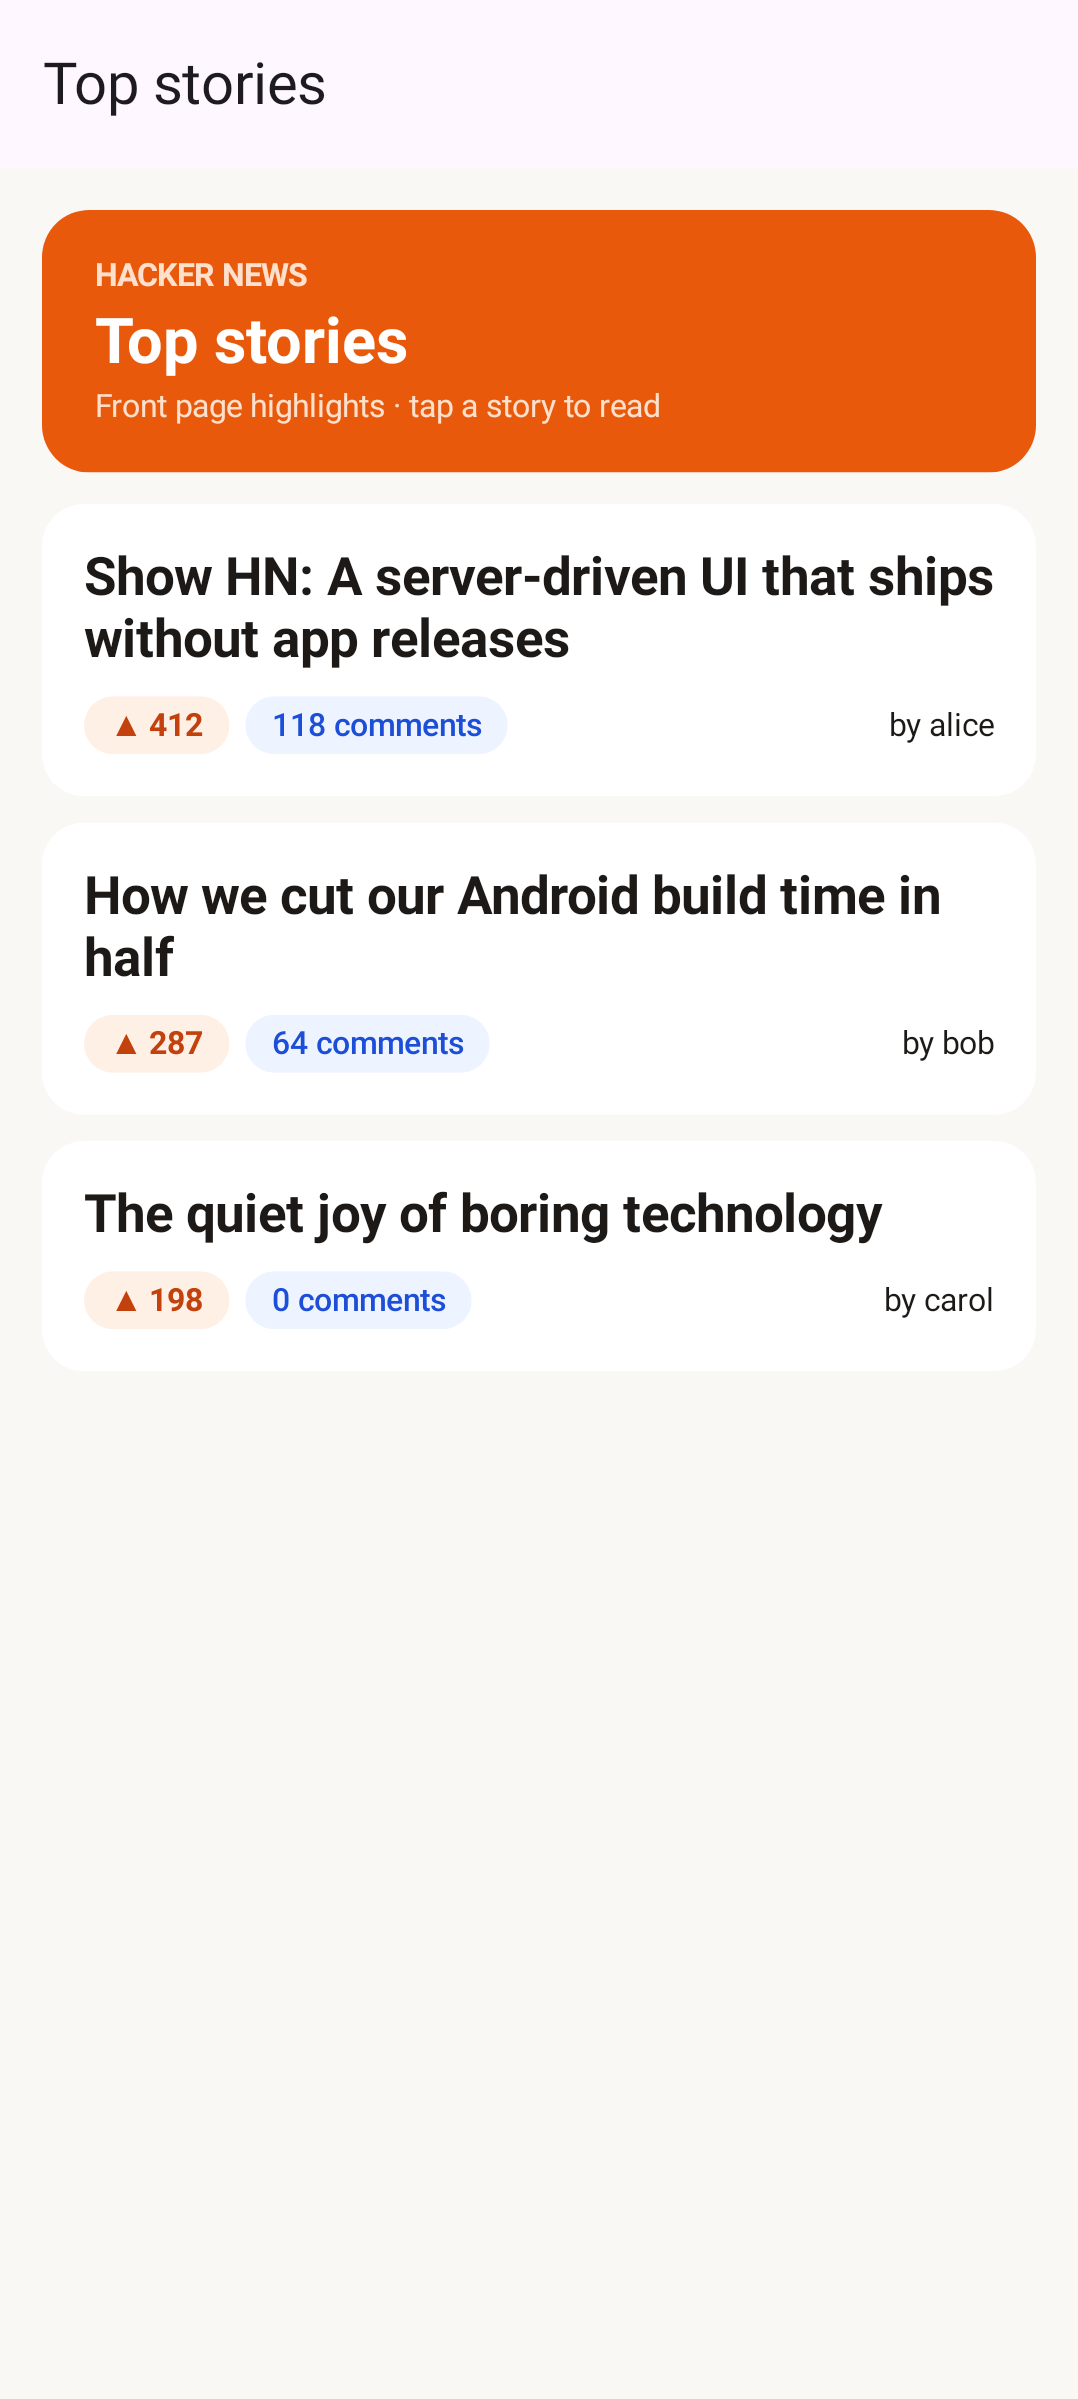 Top stories
HACKER NEWS
Top stories
Front page highlights · tap a story to read
Show HN: A server-driven UI that ships
without app releases
▲ 412 118 comments by alice
How we cut our Android build time in
half
▲ 287 64 comments by bob
The quiet joy of boring technology
▲ 198 0 comments by carol